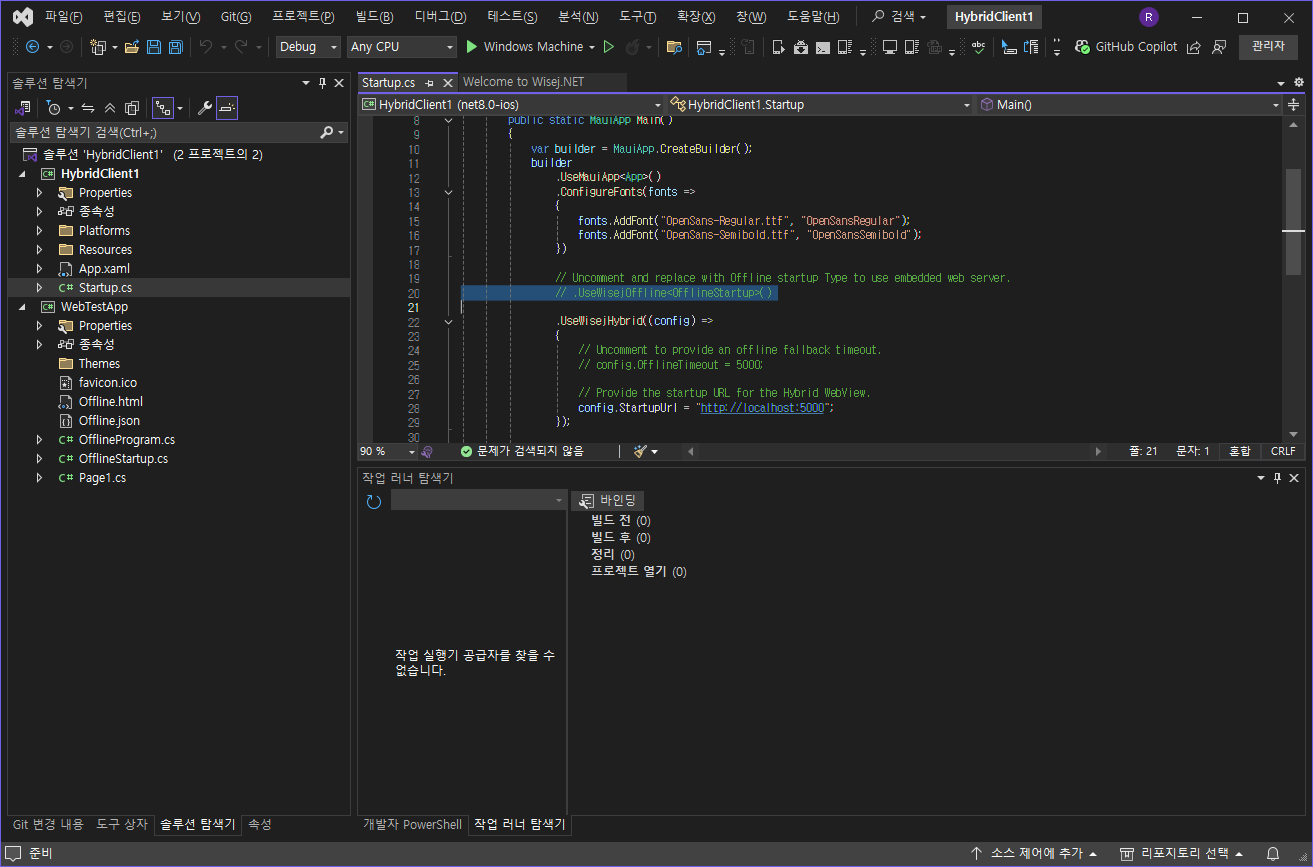 파일(F) 편집(E) 보기(V) Git(G) 프로젝트(P) 빌드(B) 디버그(D) 테스트(S) 분석(N) 도구(T) 확장(X) 창(W) 도움말(H) 검색 HybridClient1 R
Debug Any CPU Windows Machine GitHub Copilot 관리자
솔루션 탐색기
솔루션 탐색기 검색(Ctrl+;)
솔루션 'HybridClient1' (2 프로젝트의 2)
HybridClient1
Properties
종속성
Platforms
Resources
App.xaml
C# Startup.cs
WebTestApp
Properties
종속성
Themes
favicon.ico
Offline.html
Offline.json
C# OfflineProgram.cs
C# OfflineStartup.cs
C# Page1.cs
Git 변경 내용 도구 상자 솔루션 탐색기 속성
Startup.cs Welcome to Wisej.NET
HybridClient1 (net8.0-ios) HybridClient1.Startup Main()
8 public static MauiApp Main()
9 {
10 var builder = MauiApp.CreateBuilder();
11 builder
12 .UseMauiApp<App>()
13 .ConfigureFonts(fonts =>
14 {
15 fonts.AddFont("OpenSans-Regular.ttf", "OpenSansRegular");
16 fonts.AddFont("OpenSans-Semibold.ttf", "OpenSansSemibold");
17 })
18
19 // Uncomment and replace with Offline startup Type to use embedded web server.
20 // .UseWisejOffline<OfflineStartup>()
21
22 .UseWisejHybrid((config) =>
23 {
24 // Uncomment to provide an offline fallback timeout.
25 // config.OfflineTimeout = 5000;
26
27 // Provide the startup URL for the Hybrid WebView.
28 config.StartupUrl = "http://localhost:5000";
29 });
30
90 % 문제가 검색되지 않음 줄: 21 문자: 1 혼합 CRLF
작업 러너 탐색기
바인딩
빌드 전 (0)
빌드 후 (0)
정리 (0)
프로젝트 열기 (0)
작업 실행기 공급자를 찾을 수
없습니다.
개발자 PowerShell 작업 러너 탐색기
준비 소스 제어에 추가 리포지토리 선택